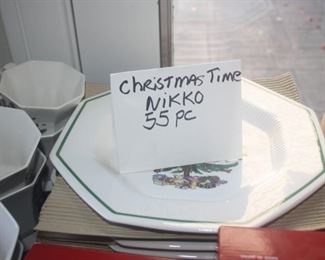 Christmas Time
Nikko
55 pc